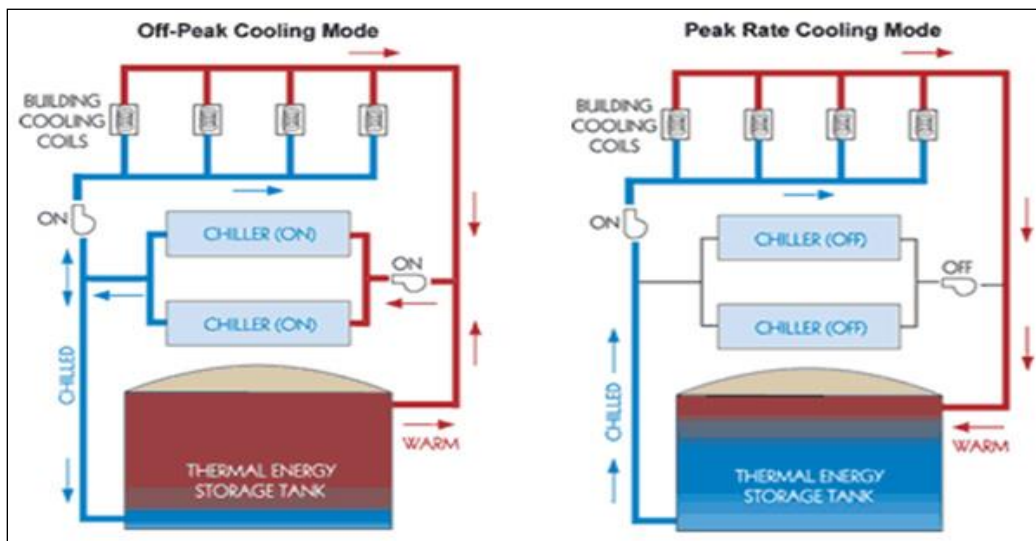 Off-Peak Cooling Mode
BUILDING
COOLING
COILS
ON
CHILLER (ON)
ON
CHILLER (ON)
CHILLED
WARM
THERMAL ENERGY
STORAGE TANK
Peak Rate Cooling Mode
BUILDING
COOLING
COILS
ON
CHILLER (OFF)
OFF
CHILLER (OFF)
CHILLED
WARM
THERMAL ENERGY
STORAGE TANK